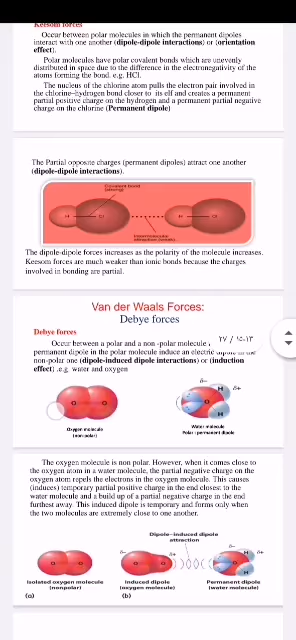 Keesom forces
Occur between polar molecules in which the permanent dipoles
interact with one another (dipole-dipole interactions) or (orientation
effect).
Polar molecules have polar covalent bonds which are unevenly
distributed in space due to the difference in the electronegativity of the
atoms forming the bond. e.g. HCl.
The nucleus of the chlorine atom pulls the electron pair involved in
the chlorine–hydrogen bond closer to its elf and creates a permanent
partial positive charge on the hydrogen and a permanent partial negative
charge on the chlorine (Permanent dipole)
The Partial opposite charges (permanent dipoles) attract one another
(dipole-dipole interactions).
Covalent bond
(strong)
H Cl H Cl
Intermolecular
attraction (weak)
The dipole-dipole forces increases as the polarity of the molecule increases.
Keesom forces are much weaker than ionic bonds because the charges
involved in bonding are partial.
Van der Waals Forces:
Debye forces
Debye forces
٢٧ / ١٥-١٣
Occur between a polar and a non -polar molecule
permanent dipole in the polar molecule induce an electric
non-polar one (dipole-induced dipole interactions) or (induction
effect) .e.g water and oxygen
δ–
H
δ+
O O
O
H
Oxygen molecule
(nonpolar)
Water molecule
Polar : permanent dipole
The oxygen molecule is non polar. However, when it comes close to
the oxygen atom in a water molecule, the partial negative charge on the
oxygen atom repels the electrons in the oxygen molecule. This causes
(induces) temporary partial positive charge in the end closest to the
water molecule and a build up of a partial negative charge in the end
furthest away. This induced dipole is temporary and forms only when
the two molecules are extremely close to one another.
Dipole–induced dipole
attraction
δ– δ+ δ– H δ+
O O O O O
H
Isolated oxygen molecule
(nonpolar)
Induced dipole
(oxygen molecule)
Permanent dipole
(water molecule)
(a) (b)